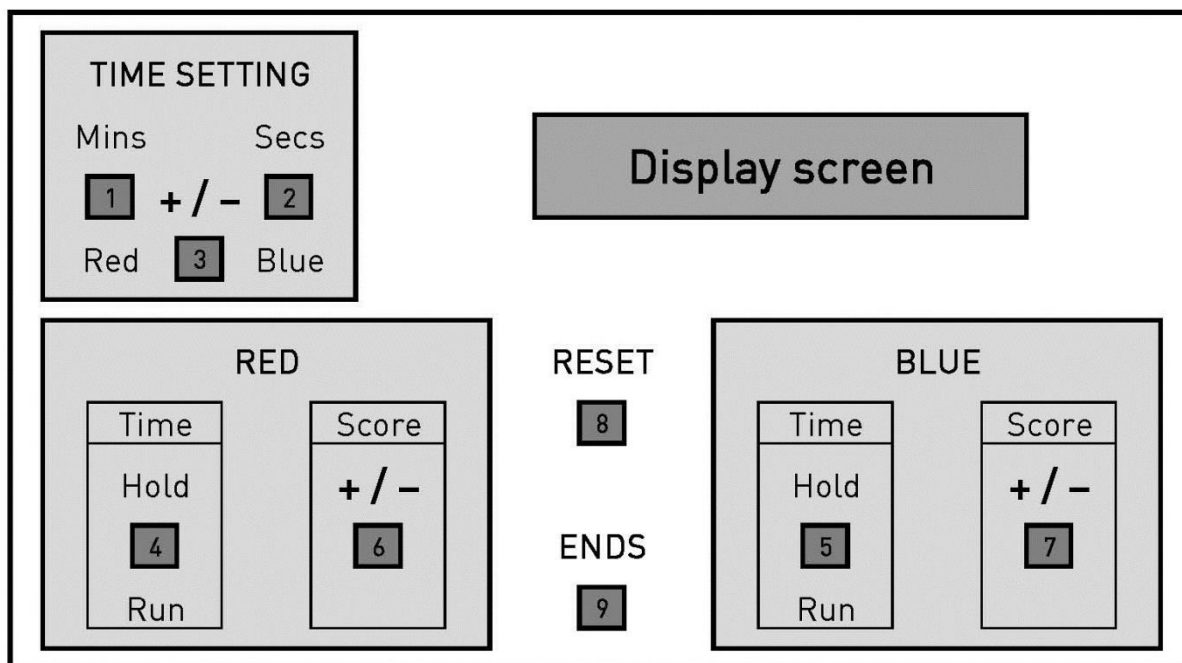 TIME SETTING
Mins Secs
1 + / – 2
Red 3 Blue
Display screen
RED
Time Score
Hold + / –
4 6
Run
RESET
8
ENDS
9
BLUE
Time Score
Hold + / –
5 7
Run